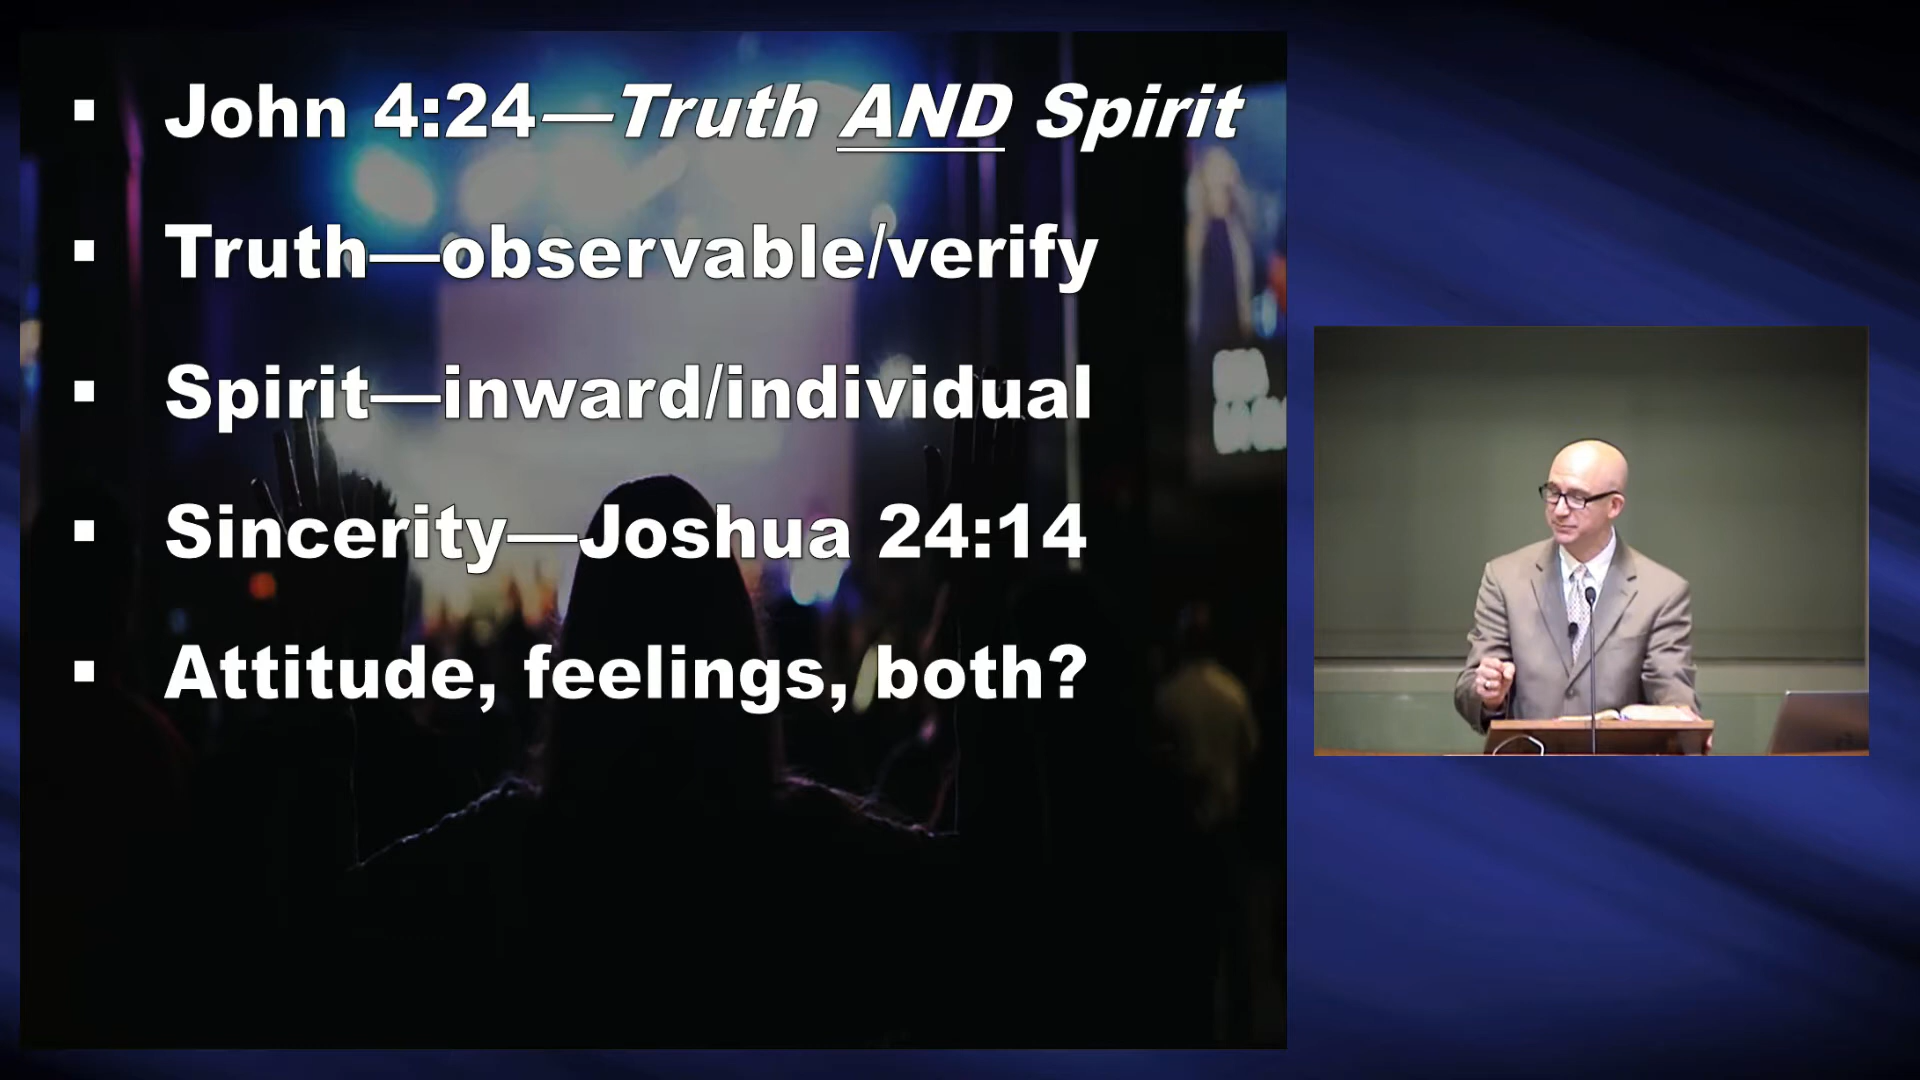 ▪ John 4:24—Truth AND Spirit
▪ Truth—observable/verify
▪ Spirit—inward/individual
▪ Sincerity—Joshua 24:14
▪ Attitude, feelings, both?